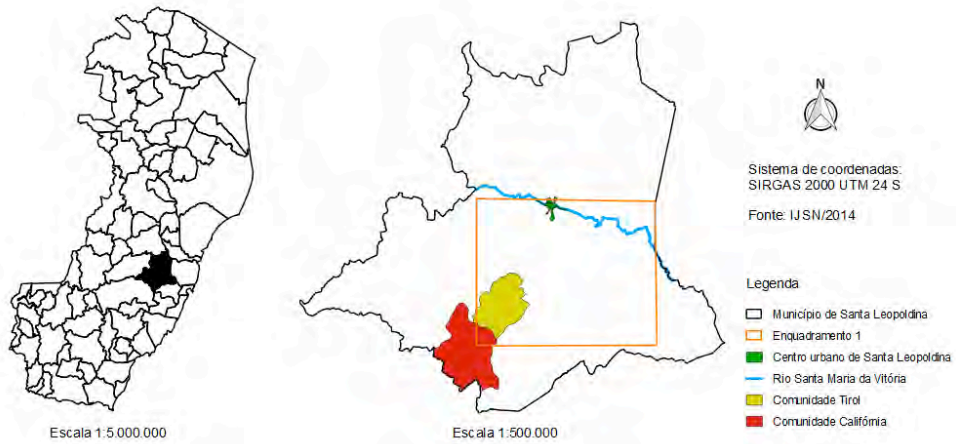 N
Sistema de coordenadas:
SIRGAS 2000 UTM 24 S
Fonte: IJSN/2014
Legenda
Município de Santa Leopoldina
Enquadramento 1
Centro urbano de Santa Leopoldina
Rio Santa Maria da Vitória
Comunidade Tirol
Comunidade Califórnia
Escala 1:5.000.000
Escala 1:500.000